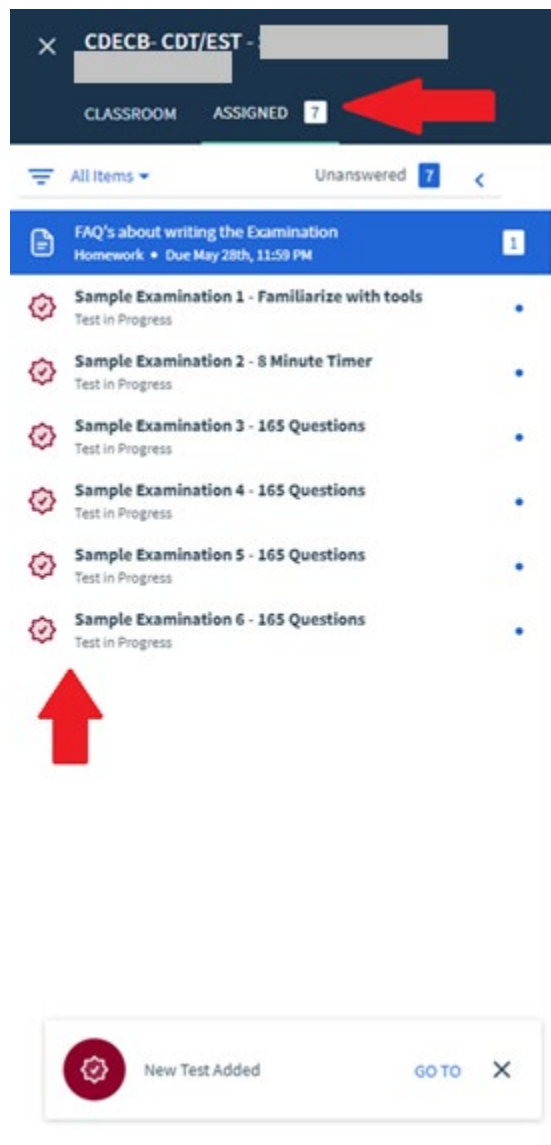 CDECB- CDT/EST -
CLASSROOM ASSIGNED 7
All Items Unanswered 7
FAQ's about writing the Examination
Homework • Due May 28th, 11:59 PM
1
Sample Examination 1 - Familiarize with tools
Test in Progress
Sample Examination 2 - 8 Minute Timer
Test in Progress
Sample Examination 3 - 165 Questions
Test in Progress
Sample Examination 4 - 165 Questions
Test in Progress
Sample Examination 5 - 165 Questions
Test in Progress
Sample Examination 6 - 165 Questions
Test in Progress
New Test Added GO TO